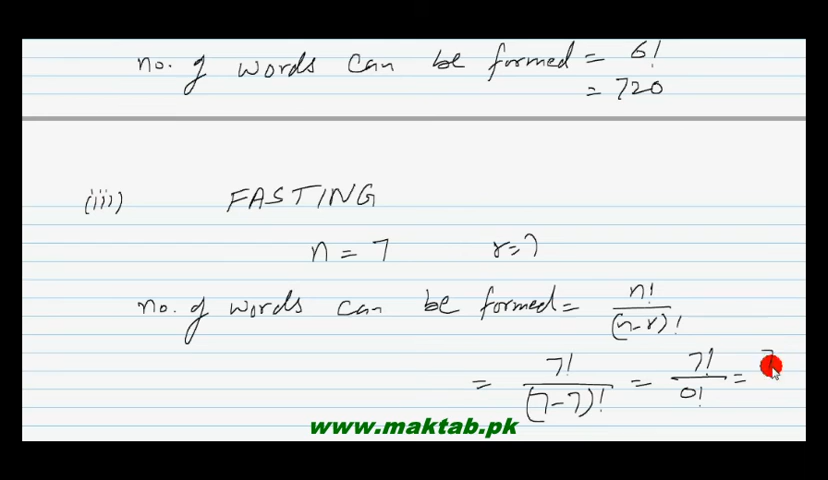 no. of words can be formed = 6!
= 720
(iii) FASTING
n = 7 r = 7
no. of words can be formed = n!/(n-r)!
= 7!/(7-7)! = 7!/0! = 7
www.maktab.pk